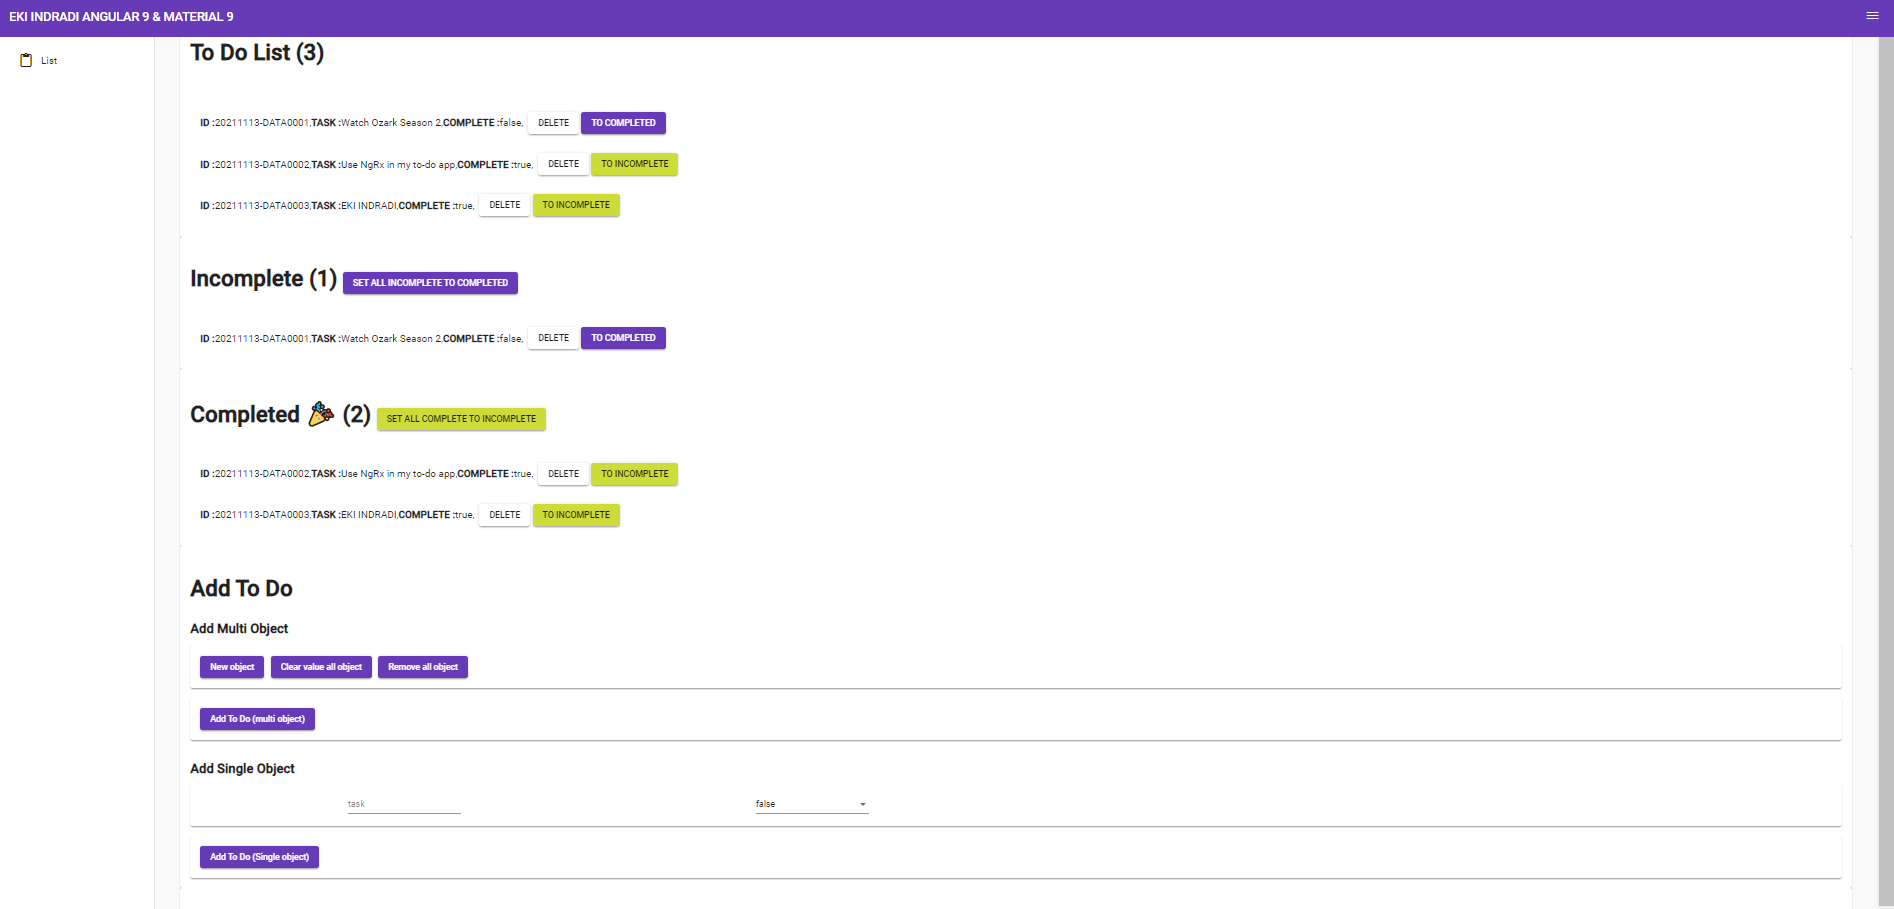 EKI INDRADI ANGULAR 9 & MATERIAL 9
List
To Do List (3)
ID :20211113-DATA0001,TASK :Watch Ozark Season 2,COMPLETE :false, DELETE TO COMPLETED
ID :20211113-DATA0002,TASK :Use NgRx in my to-do app,COMPLETE :true, DELETE TO INCOMPLETE
ID :20211113-DATA0003,TASK :EKI INDRADI,COMPLETE :true, DELETE TO INCOMPLETE
Incomplete (1) SET ALL INCOMPLETE TO COMPLETED
ID :20211113-DATA0001,TASK :Watch Ozark Season 2,COMPLETE :false, DELETE TO COMPLETED
Completed 🎉 (2) SET ALL COMPLETE TO INCOMPLETE
ID :20211113-DATA0002,TASK :Use NgRx in my to-do app,COMPLETE :true, DELETE TO INCOMPLETE
ID :20211113-DATA0003,TASK :EKI INDRADI,COMPLETE :true, DELETE TO INCOMPLETE
Add To Do
Add Multi Object
New object Clear value all object Remove all object
Add To Do (multi object)
Add Single Object
task false
Add To Do (Single object)